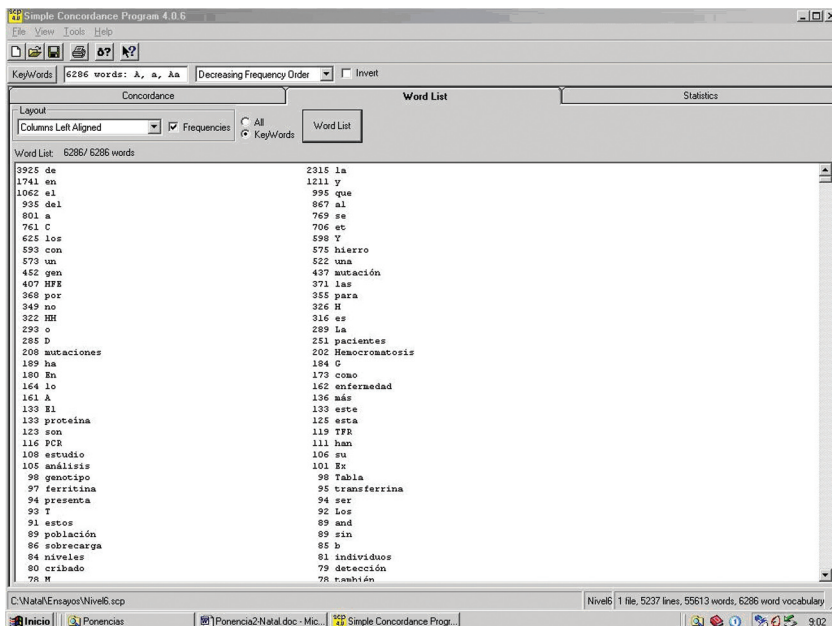 Simple Concordance Program 4.0.6
File View Tools Help
KeyWords 6286 words: A, a, Aa Decreasing Frequency Order Invert
Concordance Word List Statistics
Layout
Columns Left Aligned Frequencies All KeyWords Word List
Word List: 6286/ 6286 words
3925 de 2315 la
1741 en 1211 y
1062 el 995 que
935 del 867 al
801 a 769 se
761 C 706 et
625 los 598 Y
593 con 575 hierro
573 un 522 una
452 gen 437 mutación
407 HFE 371 las
368 por 355 para
349 no 326 H
322 HH 316 es
293 o 289 La
285 D 251 pacientes
208 mutaciones 202 Hemocromatosis
189 ha 184 G
180 En 173 como
164 lo 162 enfermedad
161 A 136 más
133 El 133 este
133 proteína 125 esta
123 son 119 TFR
116 PCR 111 han
108 estudio 106 su
105 análisis 101 Ex
98 genotipo 98 Tabla
97 ferritina 95 transferrina
94 presenta 94 ser
93 T 92 Los
91 estos 89 and
89 población 89 sin
86 sobrecarga 85 b
84 niveles 81 individuos
80 cribado 79 detección
78 M 78 también
C:\Natal\Ensayos\Nivel6.scp Nivel6 1 file, 5237 lines, 55613 words, 6286 word vocabulary
Inicio Ponencias Ponencia2-Natal.doc - Mic... Simple Concordance Progr... 9:02